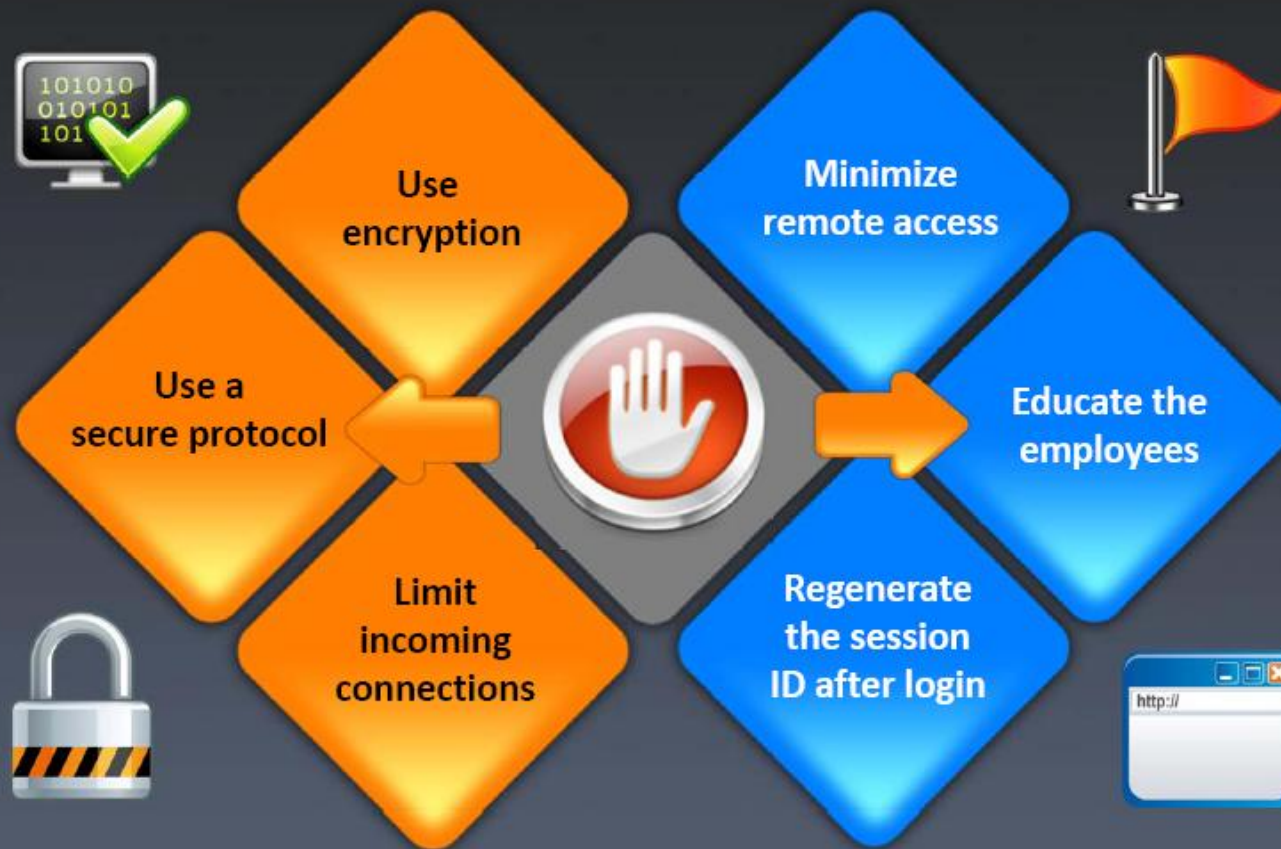 101010
010101
101
Use
encryption
Minimize
remote access
Use a
secure protocol
Educate the
employees
Limit
incoming
connections
Regenerate
the session
ID after login
http://